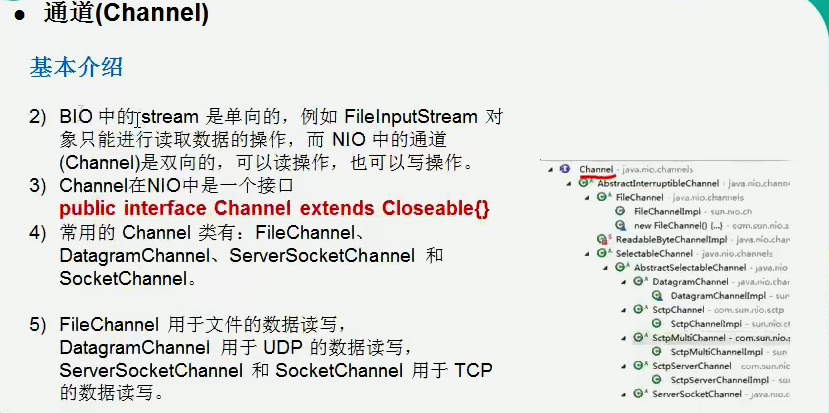 ● 通道(Channel)
基本介绍
2) BIO 中的 stream 是单向的，例如 FileInputStream 对
象只能进行读取数据的操作，而 NIO 中的通道
(Channel)是双向的，可以读操作，也可以写操作。
3) Channel在NIO中是一个接口
public interface Channel extends Closeable{}
4) 常用的 Channel 类有：FileChannel、
DatagramChannel、ServerSocketChannel 和
SocketChannel。
5) FileChannel 用于文件的数据读写，
DatagramChannel 用于 UDP 的数据读写，
ServerSocketChannel 和 SocketChannel 用于 TCP
的数据读写。
Channel - java.nio.channels
AbstractInterruptibleChannel - java.nio.chann
FileChannel - java.nio.channels
FileChannelImpl - sun.nio.ch
new FileChannel() {...} - com.sun.nio.z
ReadableByteChannelImpl - java.nio.char
SelectableChannel - java.nio.channels
AbstractSelectableChannel - java.nio
DatagramChannel - java.nio.char
DatagramChannelImpl - sur
SctpChannel - com.sun.nio.sctp
SctpChannelImpl - sun.nio.ch
SctpMultiChannel - com.sun.nio.s
SctpMultiChannelImpl - sun
SctpServerChannel com.sun.nic
SctpServerChannelImpl - sur
ServerSocketChannel - java.nio.c